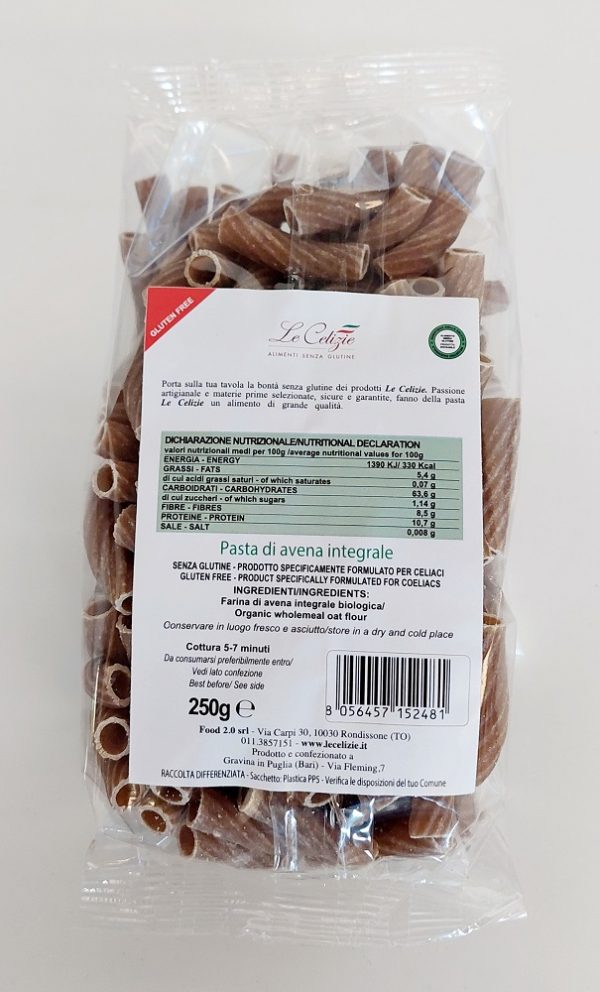 GLUTEN FREE
Le Celizie
ALIMENTI SENZA GLUTINE
Porta sulla tua tavola la bontà senza glutine dei prodotti Le Celizie. Passione
artigianale e materie prime selezionate, sicure e garantite, fanno della pasta
Le Celizie un alimento di grande qualità.
DICHIARAZIONE NUTRIZIONALE/NUTRITIONAL DECLARATION
valori nutrizionali medi per 100g /average nutritional values for 100g
ENERGIA - ENERGY 1390 KJ/ 330 Kcal
GRASSI - FATS 5,4 g
di cui acidi grassi saturi - of which saturates 0,07 g
CARBOIDRATI - CARBOHYDRATES 63,6 g
di cui zuccheri - of which sugars 1,14 g
FIBRE - FIBRES 8,5 g
PROTEINE - PROTEIN 10,7 g
SALE - SALT 0,008 g
Pasta di avena integrale
SENZA GLUTINE - PRODOTTO SPECIFICAMENTE FORMULATO PER CELIACI
GLUTEN FREE - PRODUCT SPECIFICALLY FORMULATED FOR COELIACS
INGREDIENTI/INGREDIENTS:
Farina di avena integrale biologica/
Organic wholemeal oat flour
Conservare in luogo fresco e asciutto/store in a dry and cold place
Cottura 5-7 minuti
Da consumarsi preferibilmente entro/
Vedi lato confezione
Best before/ See side
250g ℮
8 056457 152481
Food 2.0 srl - Via Carpi 30, 10030 Rondissone (TO)
011.3857151 - www.lecelizie.it
Prodotto e confezionato a
Gravina in Puglia (Bari) - Via Fleming,7
RACCOLTA DIFFERENZIATA - Sacchetto: Plastica PP5 - Verifica le disposizioni del tuo Comune